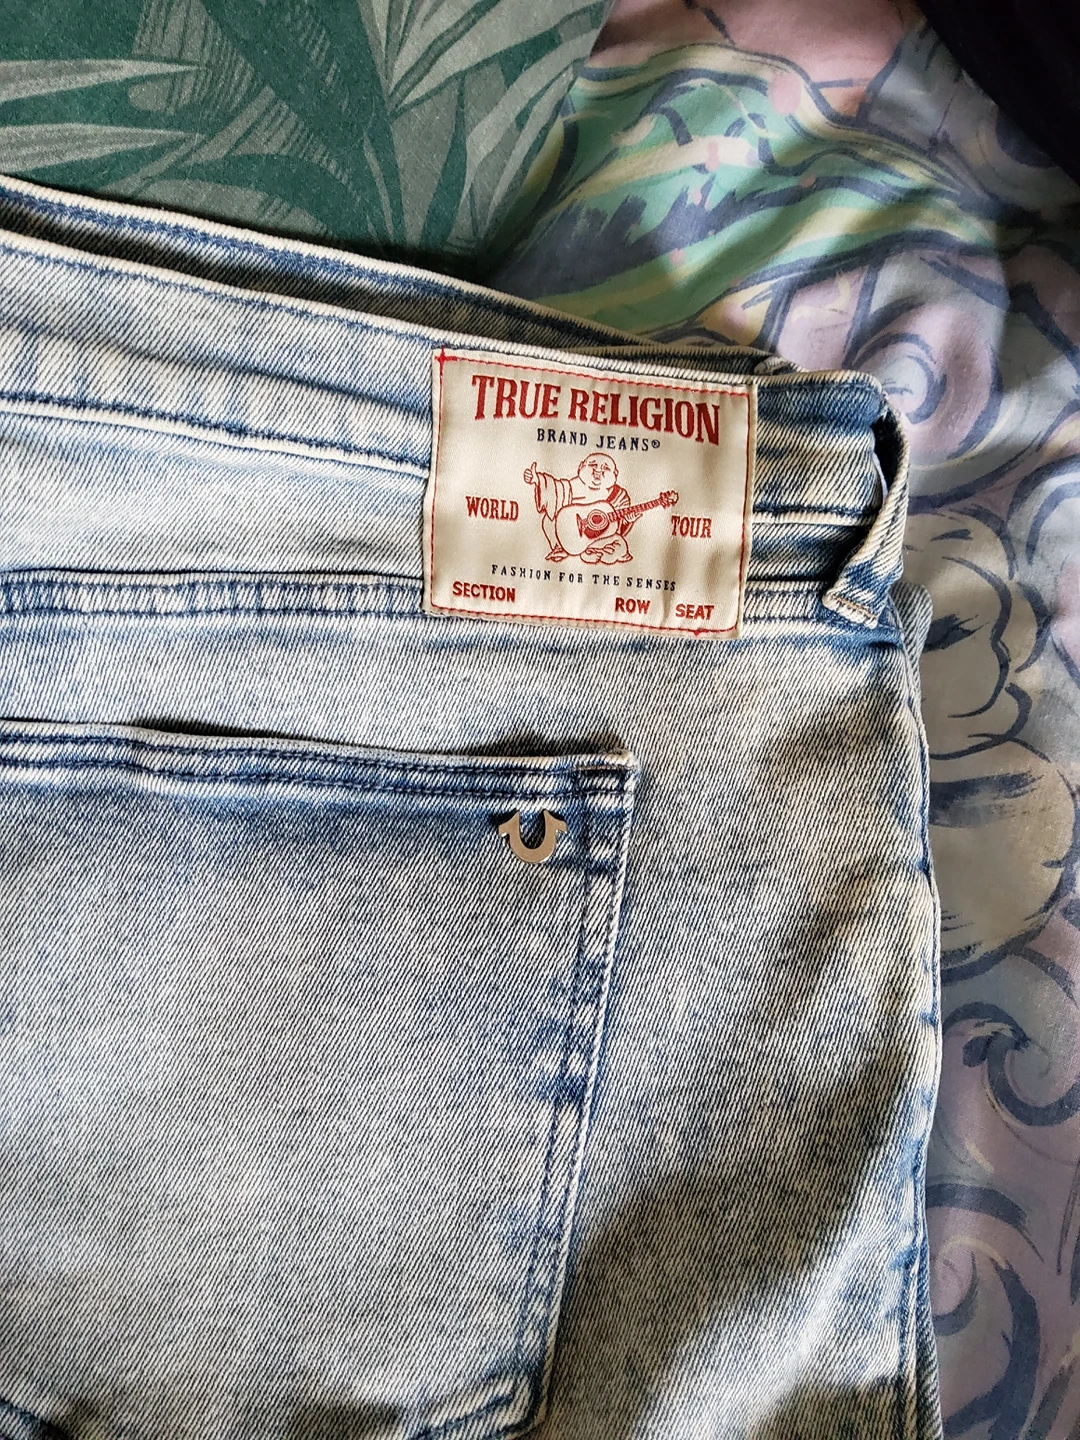 TRUE RELIGION
BRAND JEANS®
WORLD TOUR
FASHION FOR THE SENSES
SECTION ROW SEAT